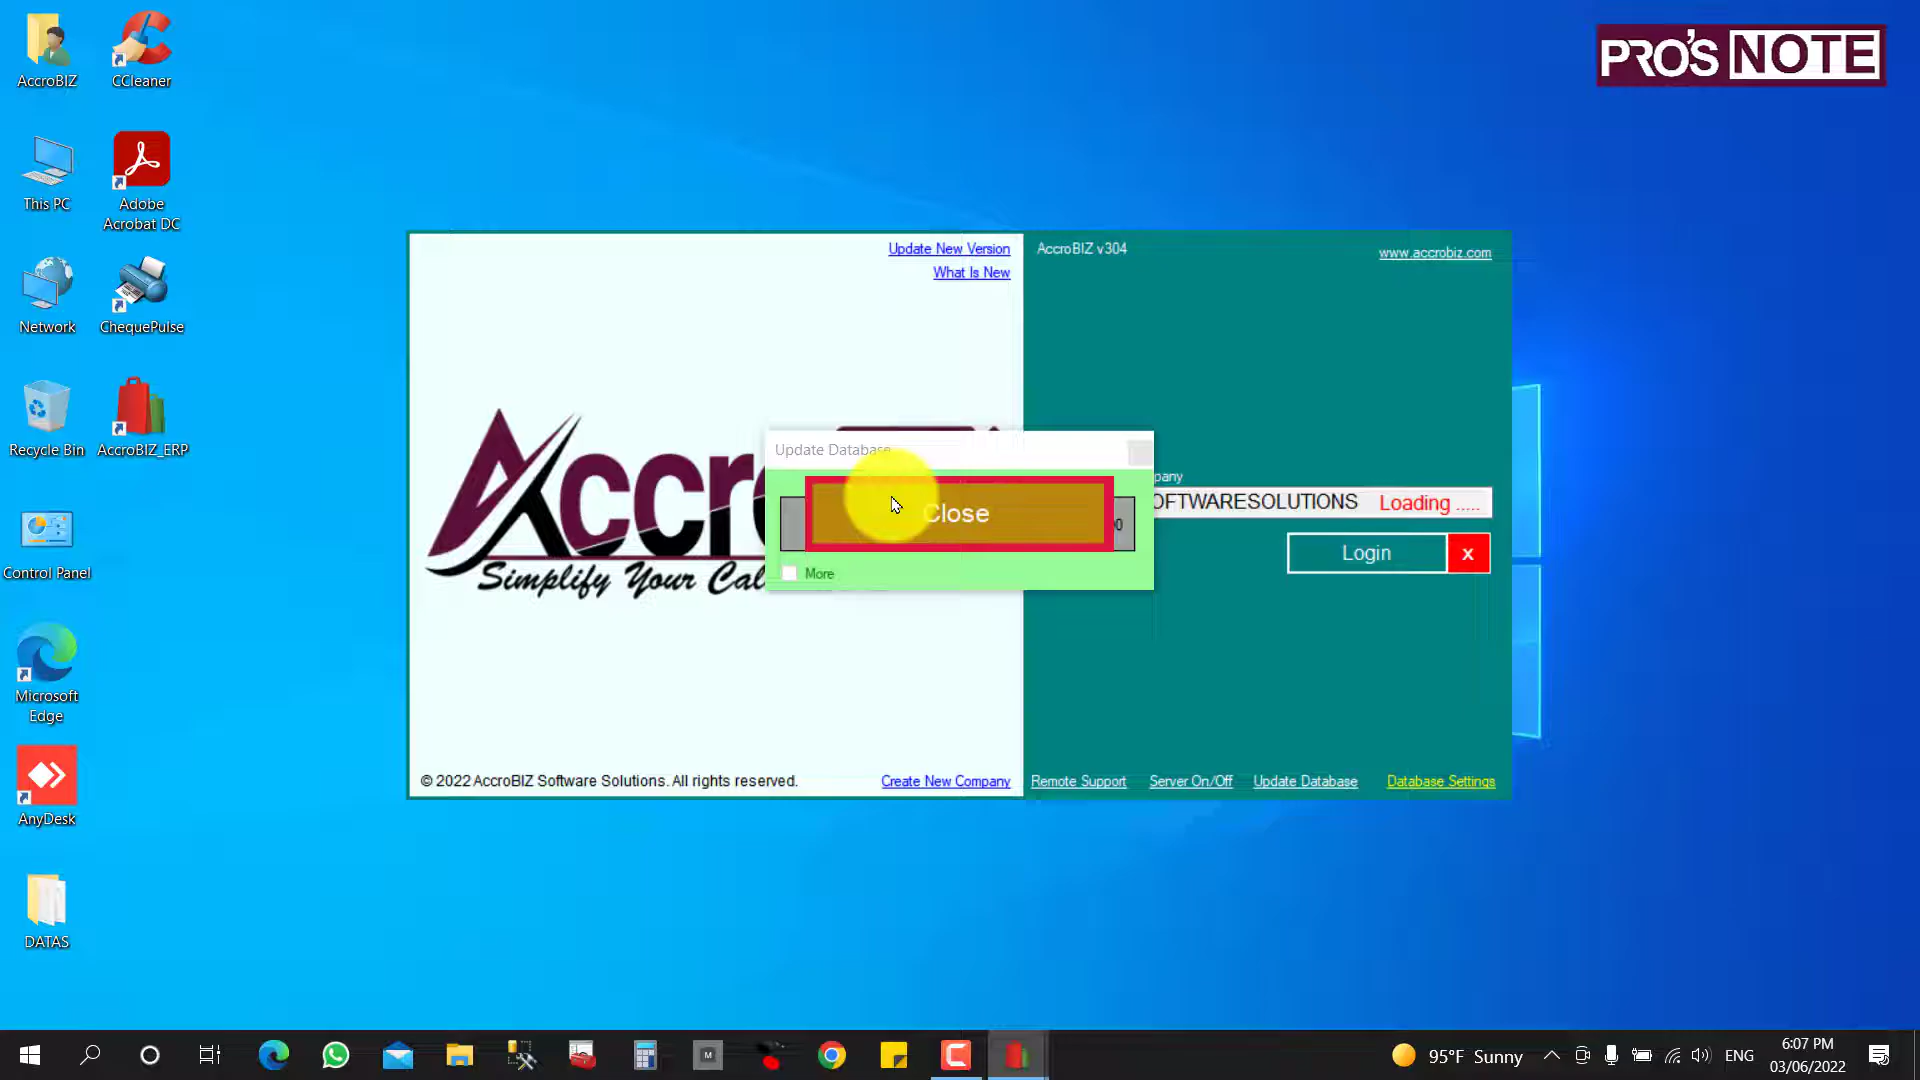 AccroBIZ
CCleaner
This PC
Adobe
Acrobat DC
Network
ChequePulse
Recycle Bin
AccroBIZ_ERP
Control Panel
Microsoft
Edge
AnyDesk
DATAS
PRO'S NOTE
Update New Version
What Is New
AccroBIZ v304
www.accrobiz.com
Accro
Simplify Your Cal
Update Database
Close
More
pany
OFTWARESOLUTIONS
Loading .....
Login
x
© 2022 AccroBIZ Software Solutions. All rights reserved.
Create New Company
Remote Support
Server On/Off
Update Database
Database Settings
M
95°F Sunny
ENG
6:07 PM
03/06/2022